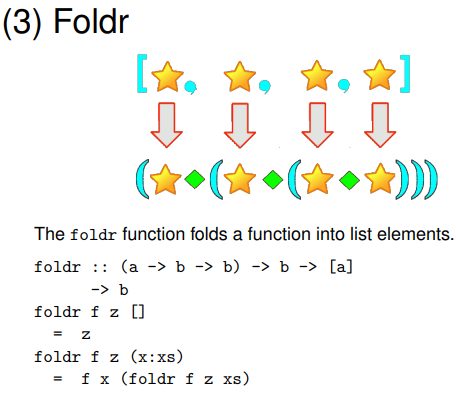 (3) Foldr
[ , , , ]
( ( ( )))
The foldr function folds a function into list elements.
foldr :: (a -> b -> b) -> b -> [a]
-> b
foldr f z []
= z
foldr f z (x:xs)
= f x (foldr f z xs)